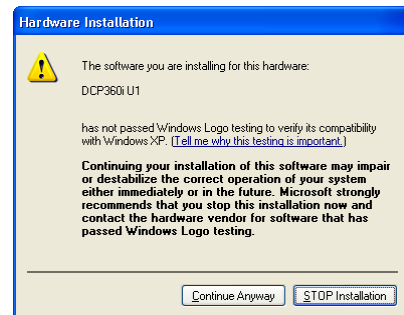 Hardware Installation
The software you are installing for this hardware:
DCP360i U1
has not passed Windows Logo testing to verify its compatibility
with Windows XP. (Tell me why this testing is important.)
Continuing your installation of this software may impair
or destabilize the correct operation of your system
either immediately or in the future. Microsoft strongly
recommends that you stop this installation now and
contact the hardware vendor for software that has
passed Windows Logo testing.
Continue Anyway
STOP Installation